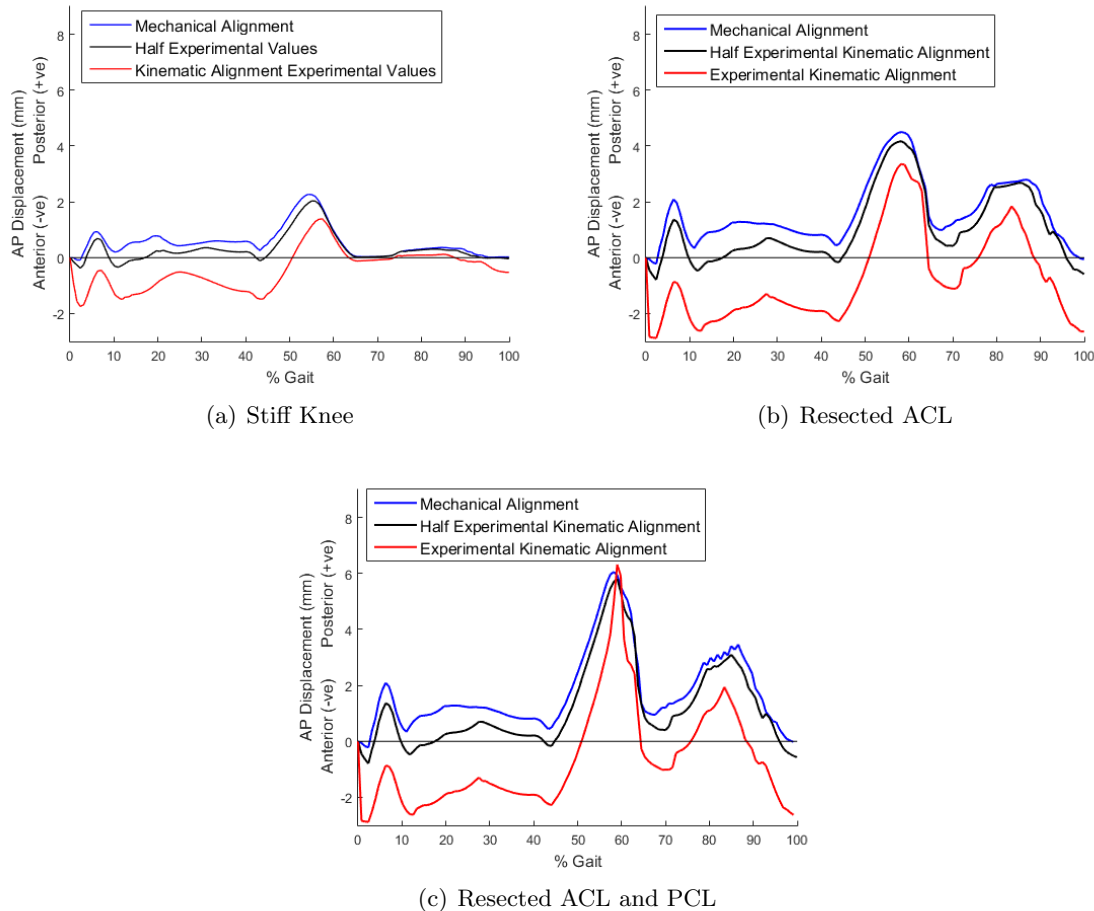 Mechanical Alignment
Half Experimental Values
Kinematic Alignment Experimental Values
AP Displacement (mm)
Anterior (-ve) Posterior (+ve)
8
6
4
2
0
-2
0 10 20 30 40 50 60 70 80 90 100
% Gait
(a) Stiff Knee
Mechanical Alignment
Half Experimental Kinematic Alignment
Experimental Kinematic Alignment
AP Displacement (mm)
Anterior (-ve) Posterior (+ve)
8
6
4
2
0
-2
0 10 20 30 40 50 60 70 80 90 100
% Gait
(b) Resected ACL
Mechanical Alignment
Half Experimental Kinematic Alignment
Experimental Kinematic Alignment
AP Displacement (mm)
Anterior (-ve) Posterior (+ve)
8
6
4
2
0
-2
0 10 20 30 40 50 60 70 80 90 100
% Gait
(c) Resected ACL and PCL